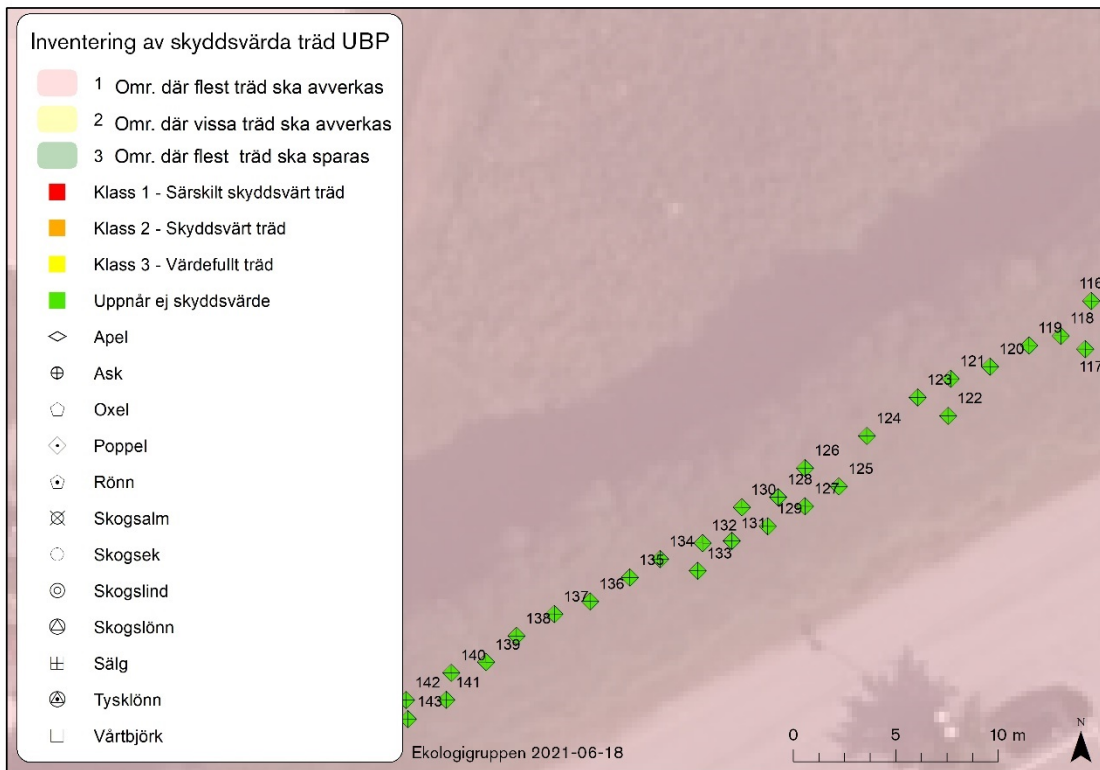 Inventering av skyddsvärda träd UBP
1 Omr. där flest träd ska avverkas
2 Omr. där vissa träd ska avverkas
3 Omr. där flest träd ska sparas
Klass 1 - Särskilt skyddsvärt träd
Klass 2 - Skyddsvärt träd
Klass 3 - Värdefullt träd
Uppnår ej skyddsvärde
Apel
Ask
Oxel
Poppel
Rönn
Skogsalm
Skogsek
Skogslind
Skogslönn
Sälg
Tysklönn
Vårtbjörk
116
118
119
117
120
121
123
122
124
126
125
128
127
130
129
131
132
134
133
135
136
137
138
139
140
141
142
143
Ekologigruppen 2021-06-18
0 5 10 m
N